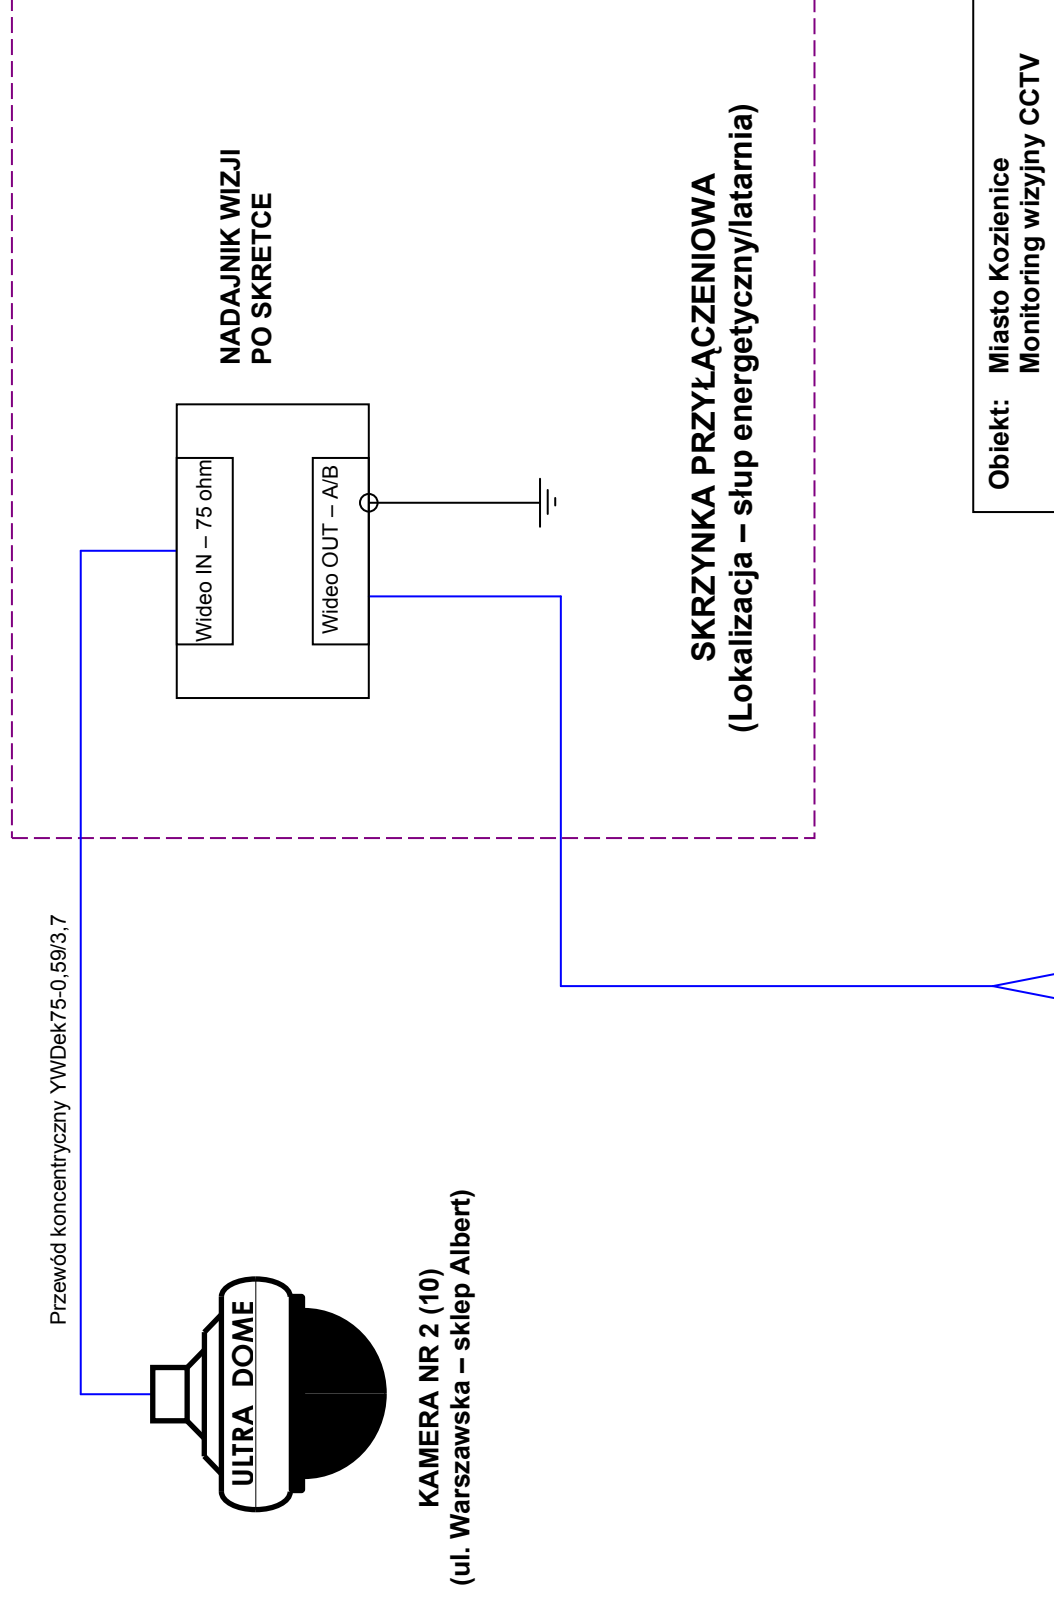 Przewód koncentryczny YWDek75-0,59/3,7
ULTRA DOME
KAMERA NR 2 (10)
(ul. Warszawska – sklep Albert)
Wideo IN – 75 ohm
Wideo OUT – A/B
NADAJNIK WIZJI
PO SKRETCE
SKRZYNKA PRZYŁĄCZENIOWA
(Lokalizacja – słup energetyczny/latarnia)
Obiekt: Miasto Kozienice
Monitoring wizyjny CCTV